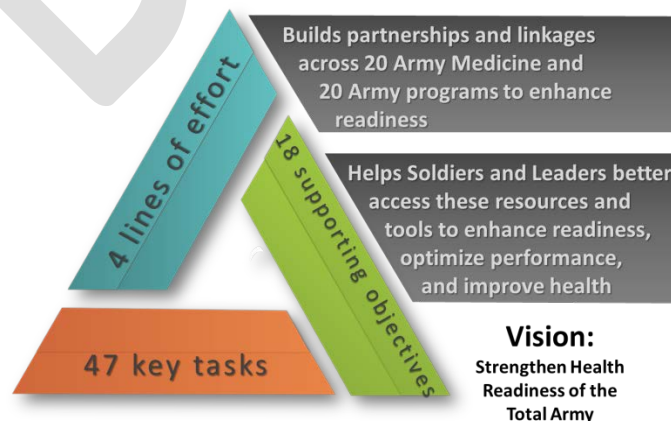 4 lines of effort
18 supporting objectives
47 key tasks
Builds partnerships and linkages
across 20 Army Medicine and
20 Army programs to enhance
readiness
Helps Soldiers and Leaders better
access these resources and
tools to enhance readiness,
optimize performance,
and improve health
Vision:
Strengthen Health
Readiness of the
Total Army